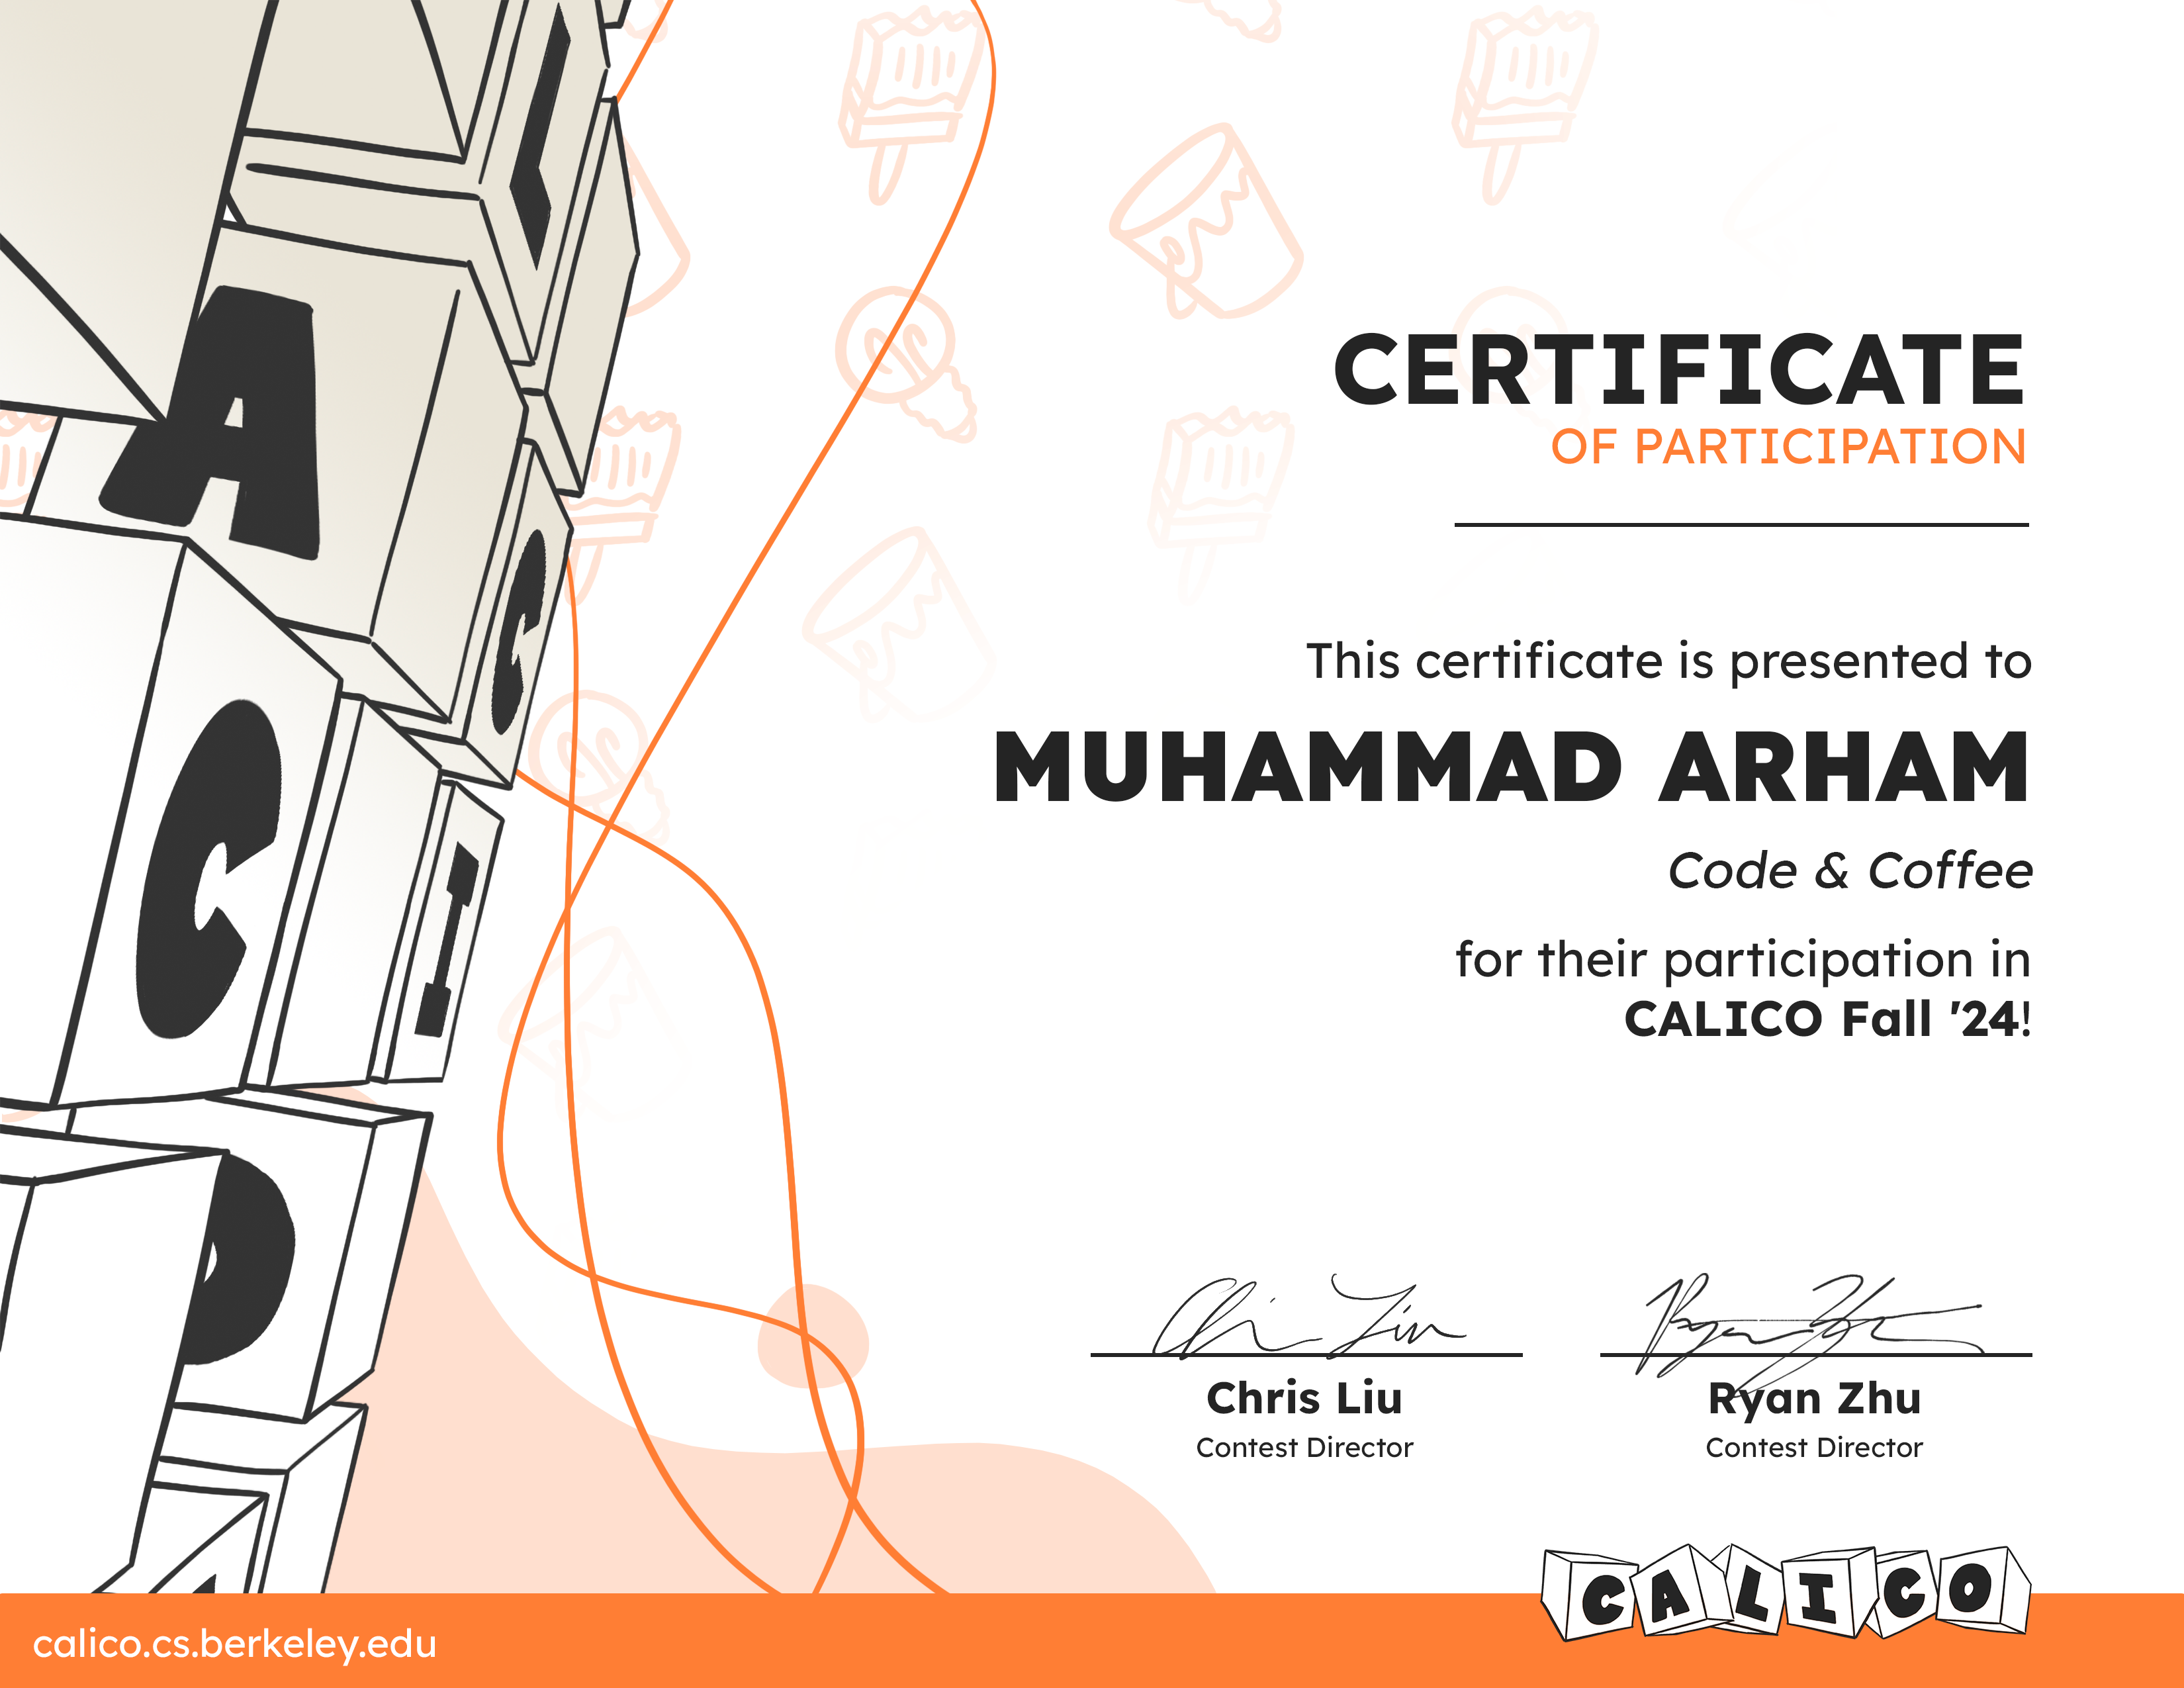 CERTIFICATE
OF PARTICIPATION
This certificate is presented to
MUHAMMAD ARHAM
Code & Coffee
for their participation in
CALICO Fall '24!
Chris Liu
Contest Director
Ryan Zhu
Contest Director
CALICO
calico.cs.berkeley.edu
A
C
C
I
P